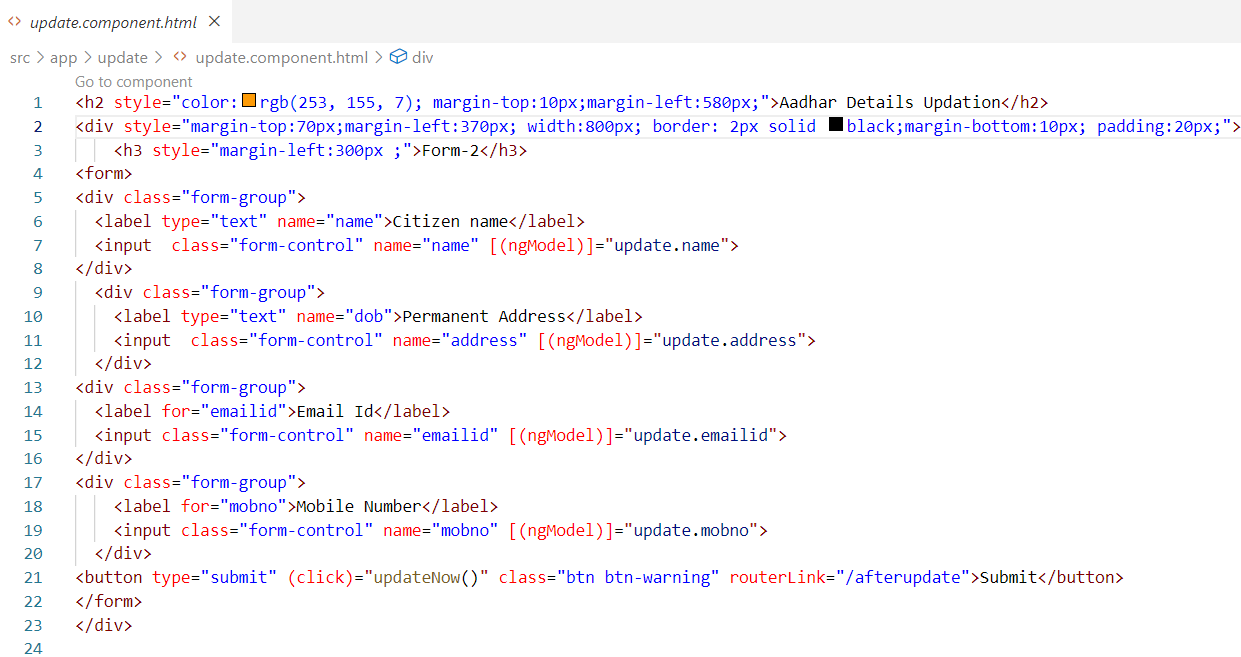 <> update.component.html ×
src > app > update > <> update.component.html > div
Go to component
1 <h2 style="color:rgb(253, 155, 7); margin-top:10px;margin-left:580px;">Aadhar Details Updation</h2>
2 <div style="margin-top:70px;margin-left:370px; width:800px; border: 2px solid black;margin-bottom:10px; padding:20px;">
3     <h3 style="margin-left:300px ;">Form-2</h3>
4 <form>
5 <div class="form-group">
6   <label type="text" name="name">Citizen name</label>
7   <input  class="form-control" name="name" [(ngModel)]="update.name">
8 </div>
9   <div class="form-group">
10     <label type="text" name="dob">Permanent Address</label>
11     <input  class="form-control" name="address" [(ngModel)]="update.address">
12   </div>
13 <div class="form-group">
14   <label for="emailid">Email Id</label>
15   <input class="form-control" name="emailid" [(ngModel)]="update.emailid">
16 </div>
17 <div class="form-group">
18     <label for="mobno">Mobile Number</label>
19     <input class="form-control" name="mobno" [(ngModel)]="update.mobno">
20   </div>
21 <button type="submit" (click)="updateNow()" class="btn btn-warning" routerLink="/afterupdate">Submit</button>
22 </form>
23 </div>
24